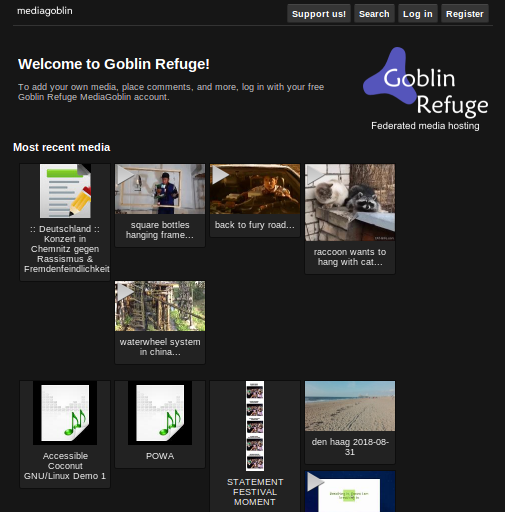 mediagoblin
Support us!
Search
Log in
Register
Welcome to Goblin Refuge!
To add your own media, place comments, and more, log in with your free
Goblin Refuge MediaGoblin account.
Goblin
Refuge
Federated media hosting
Most recent media
:: Deutschland ::
Konzert in
Chemnitz gegen
Rassismus &
Fremdenfeindlichkeit
square bottles
hanging frame...
back to fury road...
raccoon wants to
hang with cat...
waterwheel system
in china...
Accessible
Coconut
GNU/Linux Demo 1
POWA
STATEMENT
FESTIVAL
MOMENT
den haag 2018-08-
31